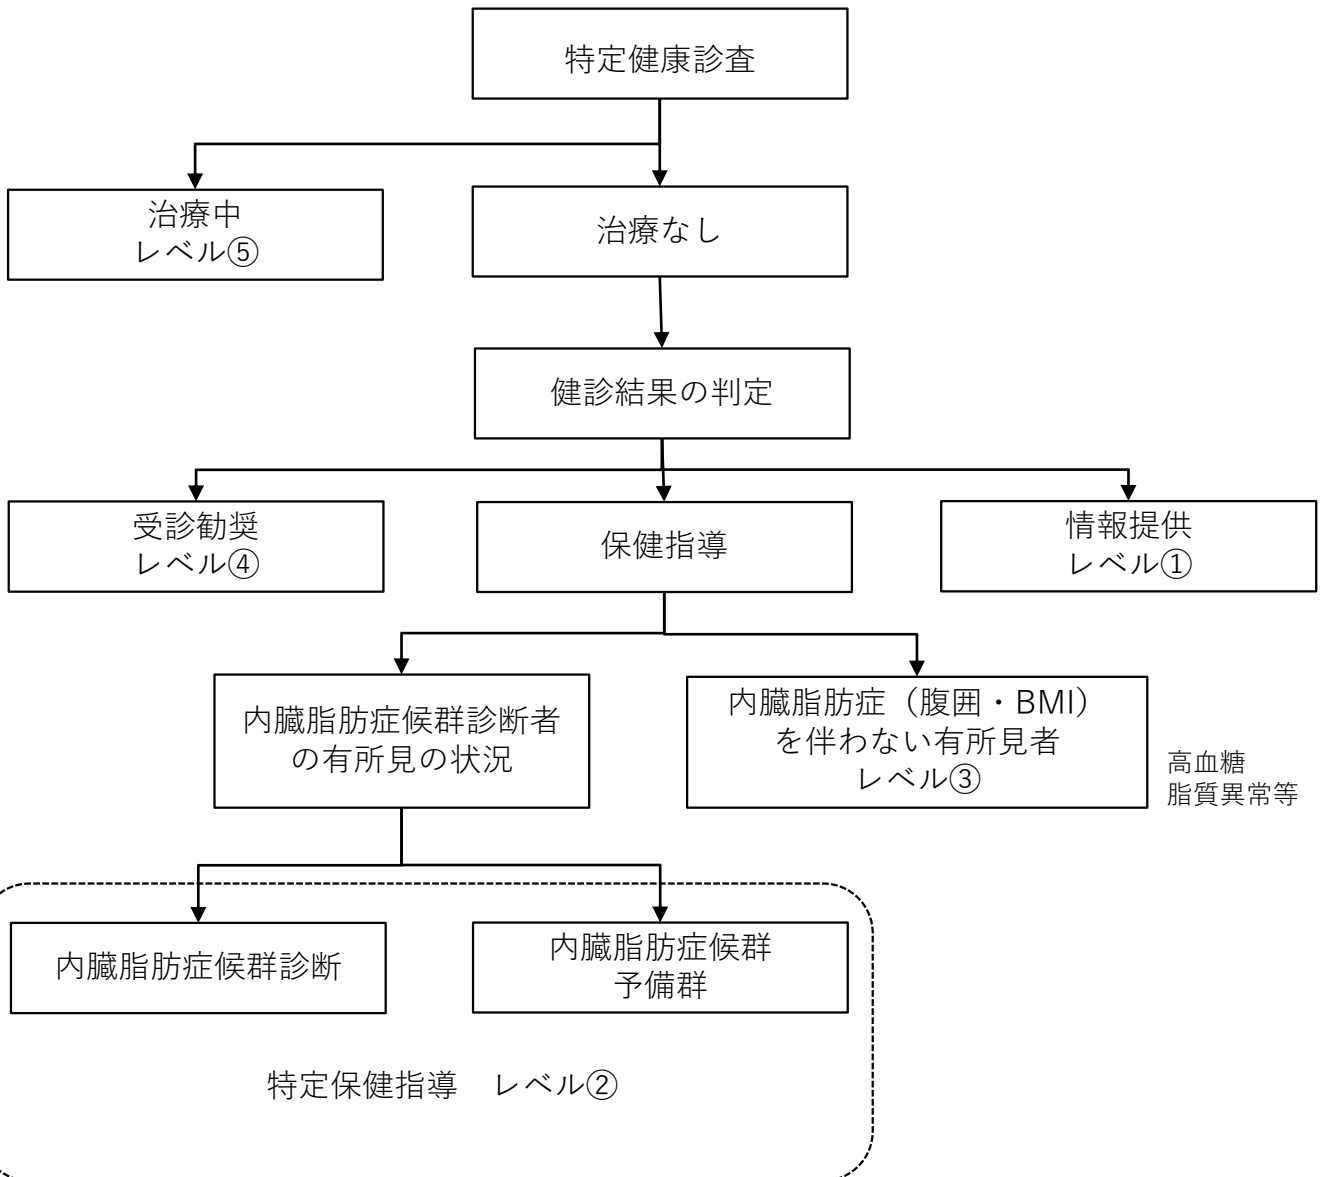 特定健康診査
治療中
レベル⑤
治療なし
健診結果の判定
受診勧奨
レベル④
保健指導
情報提供
レベル①
内臓脂肪症候群診断者
の有所見の状況
内臓脂肪症（腹囲・BMI）
を伴わない有所見者
レベル③
高血糖
脂質異常等
内臓脂肪症候群診断
内臓脂肪症候群
予備群
特定保健指導　レベル②